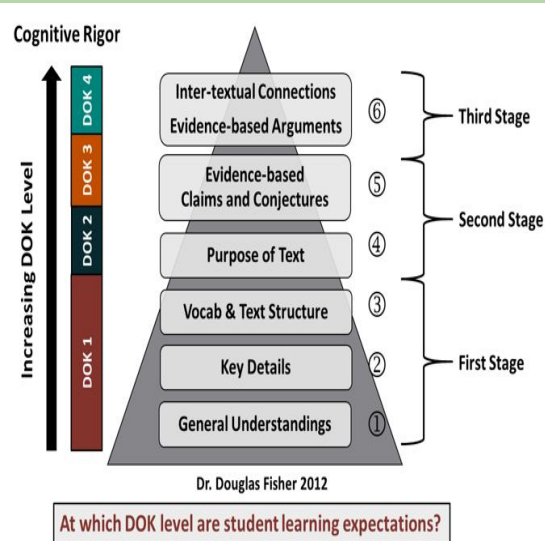 Cognitive Rigor
Increasing DOK Level
DOK 4
DOK 3
DOK 2
DOK 1
Inter-textual Connections
Evidence-based Arguments
⑥
Third Stage
Evidence-based
Claims and Conjectures
⑤
Second Stage
Purpose of Text
④
Vocab & Text Structure
③
Key Details
②
First Stage
General Understandings
①
Dr. Douglas Fisher 2012
At which DOK level are student learning expectations?